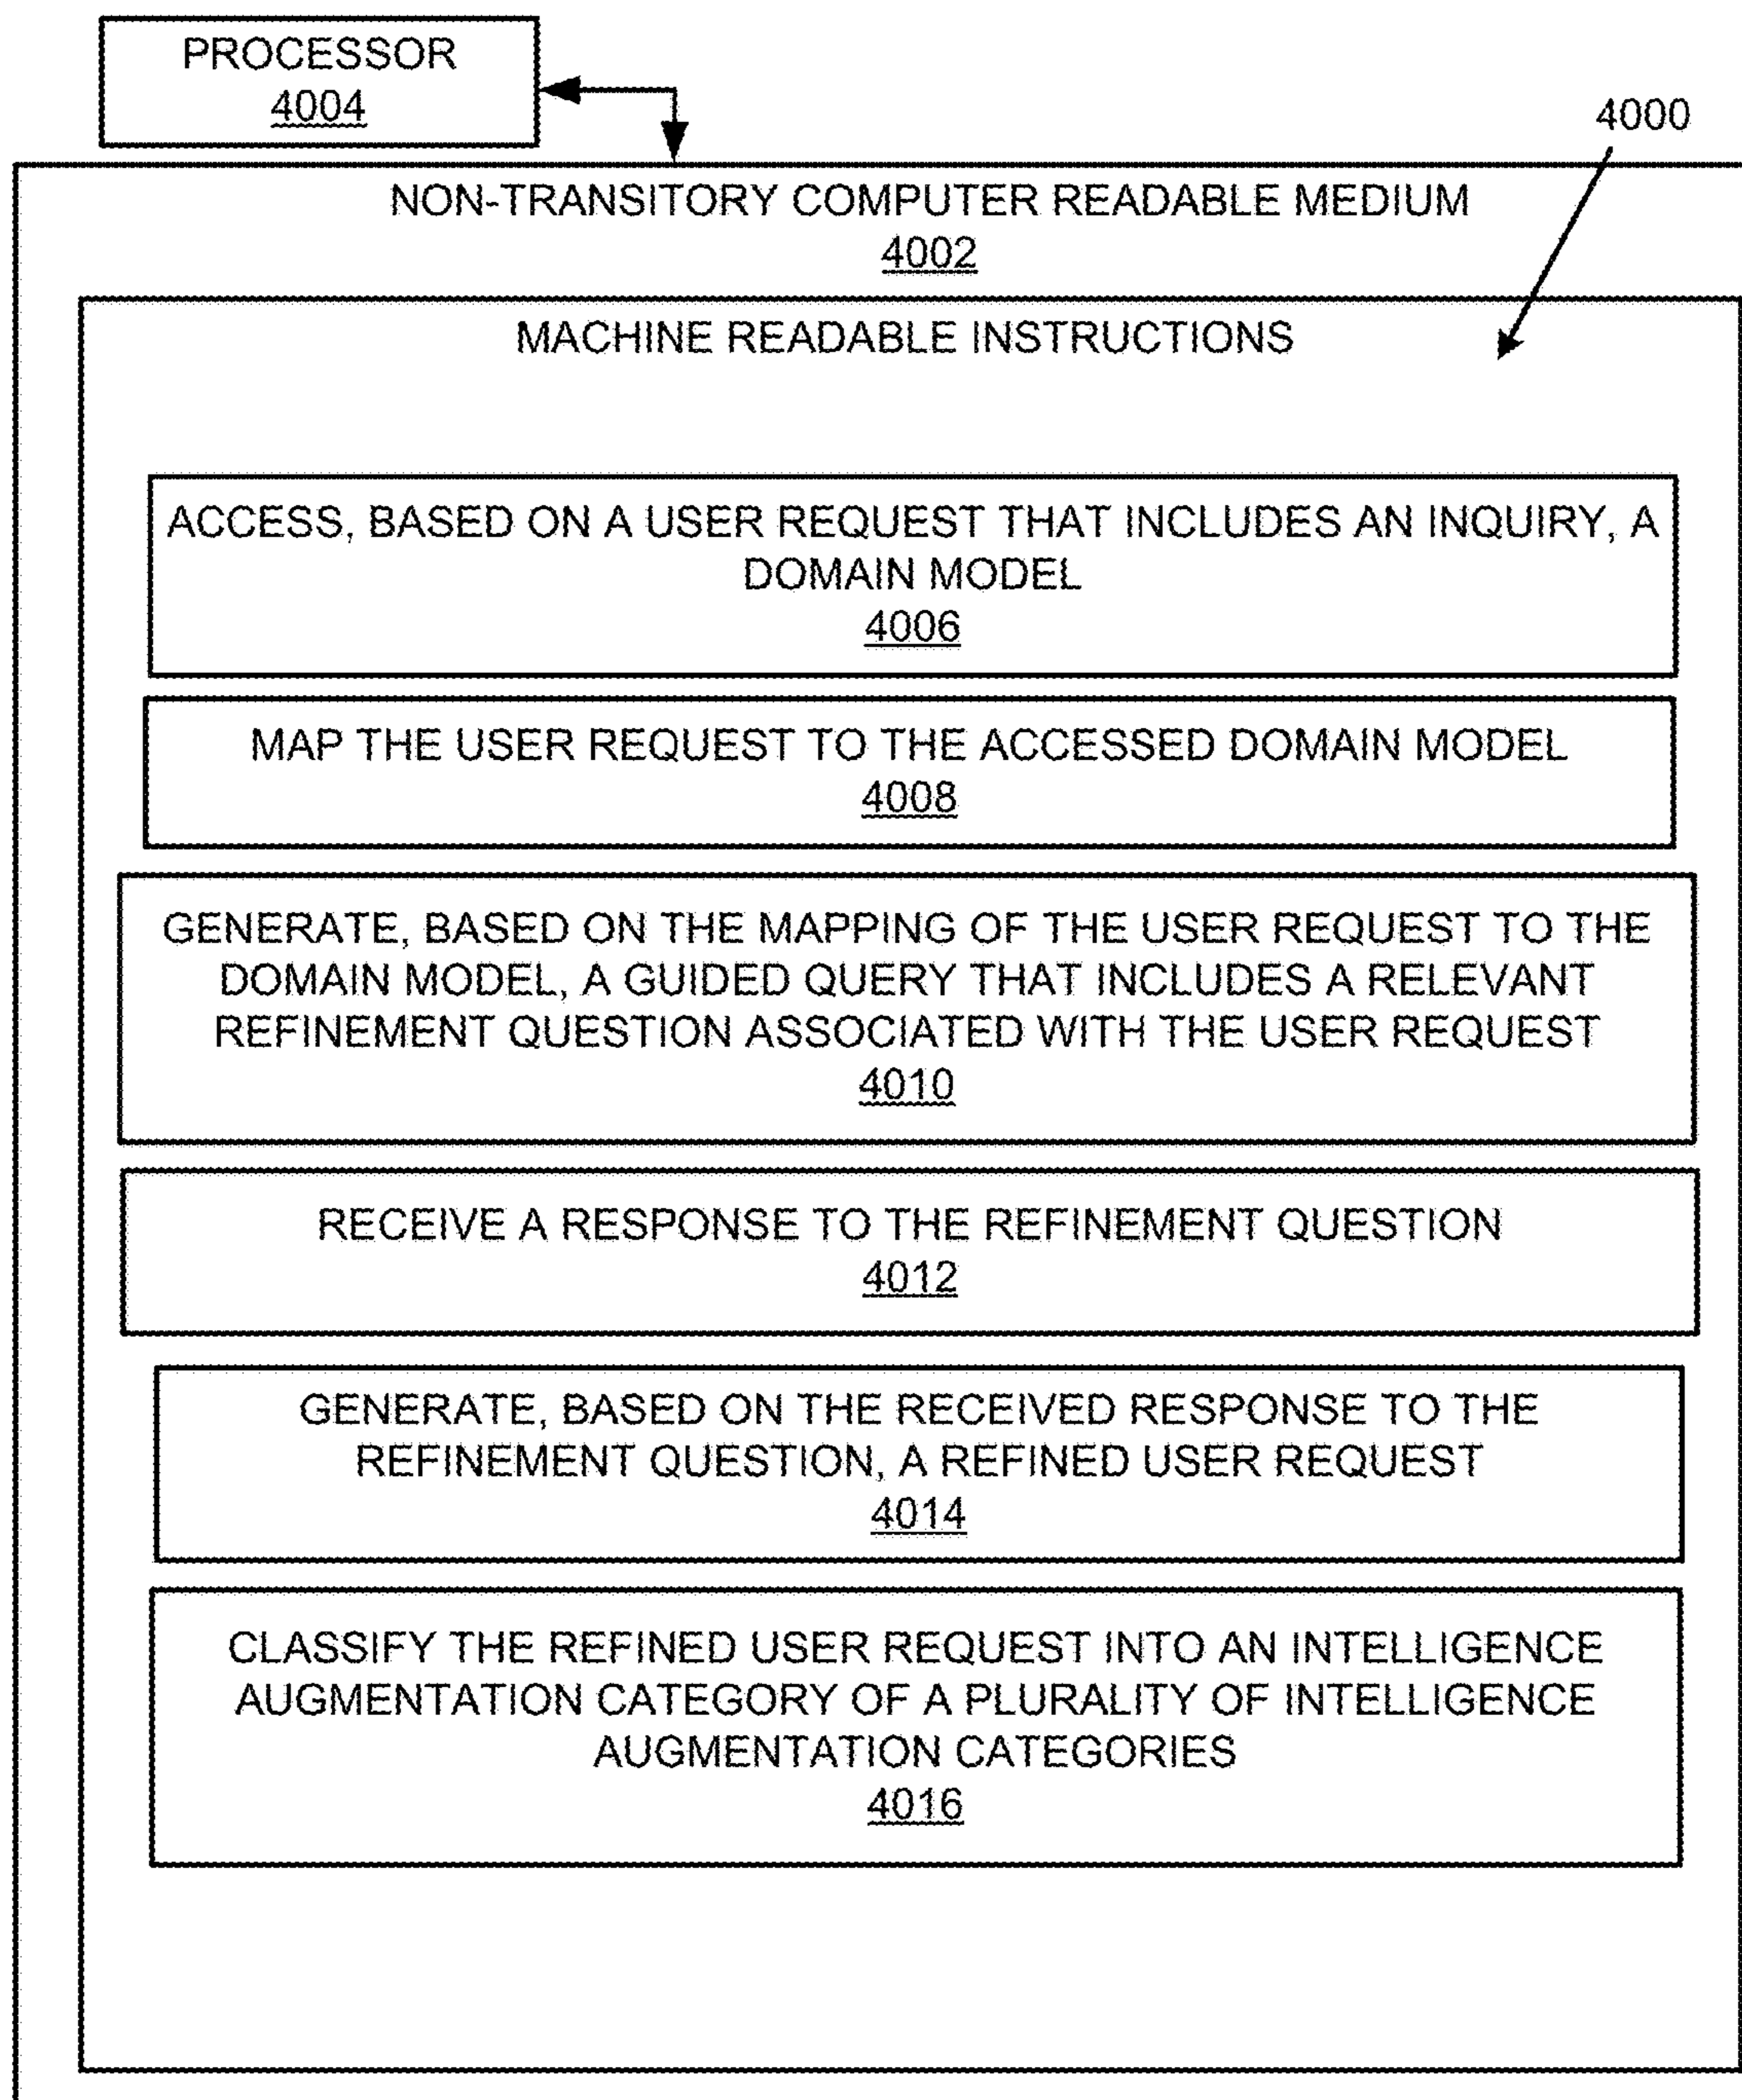 PROCESSOR
4004
4000
NON-TRANSITORY COMPUTER READABLE MEDIUM
4002
MACHINE READABLE INSTRUCTIONS
ACCESS, BASED ON A USER REQUEST THAT INCLUDES AN INQUIRY, A
DOMAIN MODEL
4006
MAP THE USER REQUEST TO THE ACCESSED DOMAIN MODEL
4008
GENERATE, BASED ON THE MAPPING OF THE USER REQUEST TO THE
DOMAIN MODEL, A GUIDED QUERY THAT INCLUDES A RELEVANT
REFINEMENT QUESTION ASSOCIATED WITH THE USER REQUEST
4010
RECEIVE A RESPONSE TO THE REFINEMENT QUESTION
4012
GENERATE, BASED ON THE RECEIVED RESPONSE TO THE
REFINEMENT QUESTION, A REFINED USER REQUEST
4014
CLASSIFY THE REFINED USER REQUEST INTO AN INTELLIGENCE
AUGMENTATION CATEGORY OF A PLURALITY OF INTELLIGENCE
AUGMENTATION CATEGORIES
4016